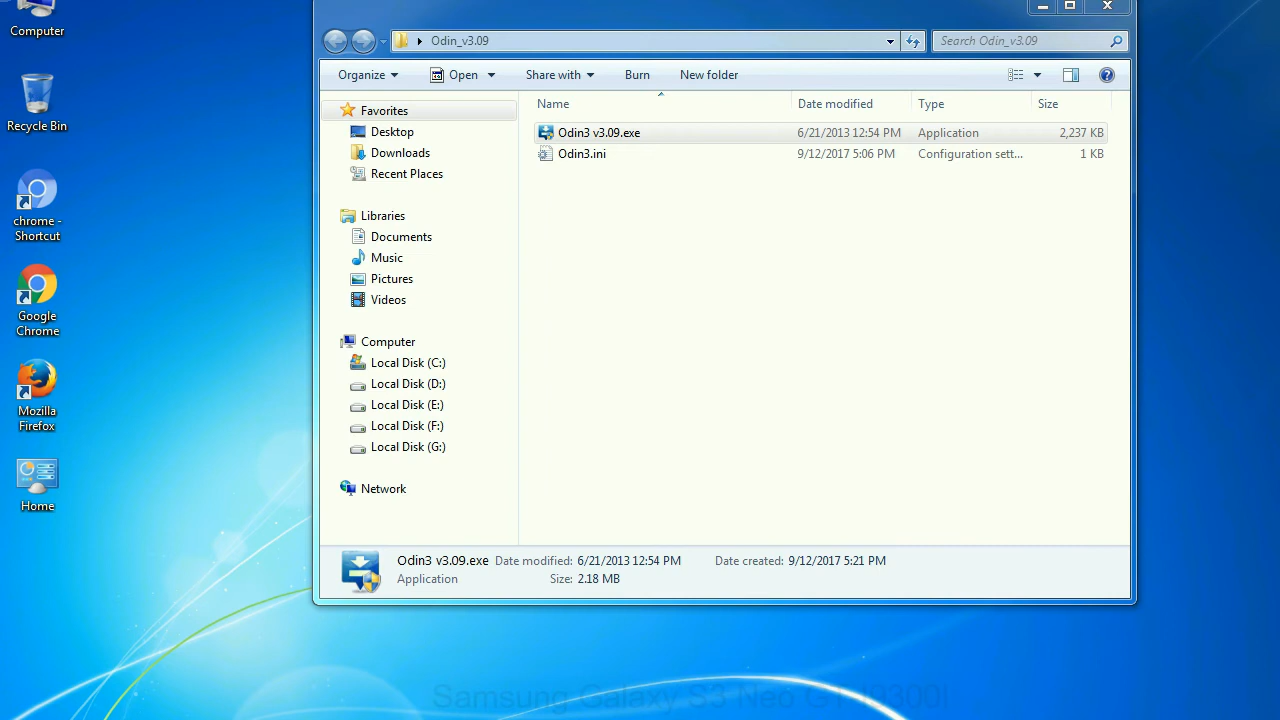 Computer
Recycle Bin
chrome -
Shortcut
Google
Chrome
Mozilla
Firefox
Home
Odin_v3.09
Search Odin_v3.09
Organize
Open
Share with
Burn
New folder
Favorites
Desktop
Downloads
Recent Places
Libraries
Documents
Music
Pictures
Videos
Computer
Local Disk (C:)
Local Disk (D:)
Local Disk (E:)
Local Disk (F:)
Local Disk (G:)
Network
Name Date modified Type Size
Odin3 v3.09.exe 6/21/2013 12:54 PM Application 2,237 KB
Odin3.ini 9/12/2017 5:06 PM Configuration sett... 1 KB
Odin3 v3.09.exe Date modified: 6/21/2013 12:54 PM Date created: 9/12/2017 5:21 PM
Application Size: 2.18 MB
Samsung Galaxy S3 Neo GT-I9300I